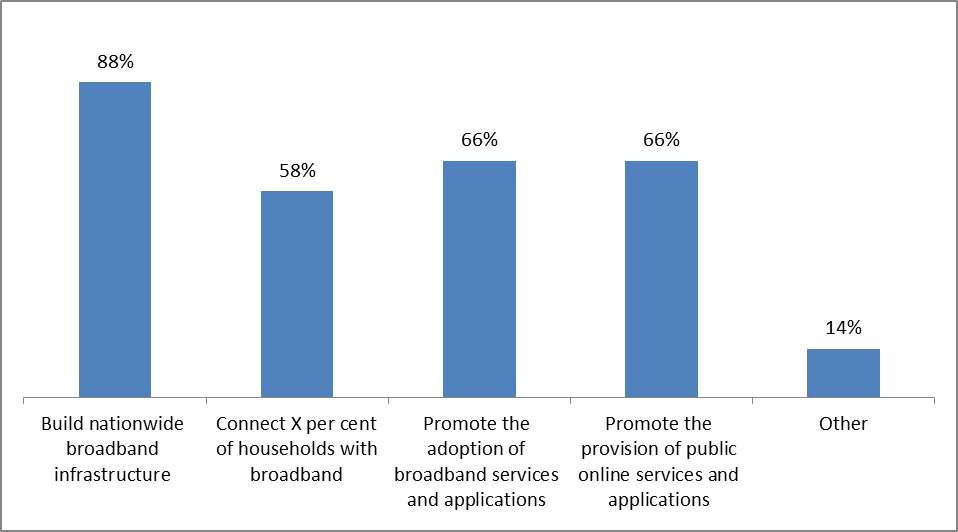 88%
58%
66%
66%
14%
Build nationwide
broadband
infrastructure
Connect X per cent
of households with
broadband
Promote the
adoption of
broadband services
and applications
Promote the
provision of public
online services and
applications
Other